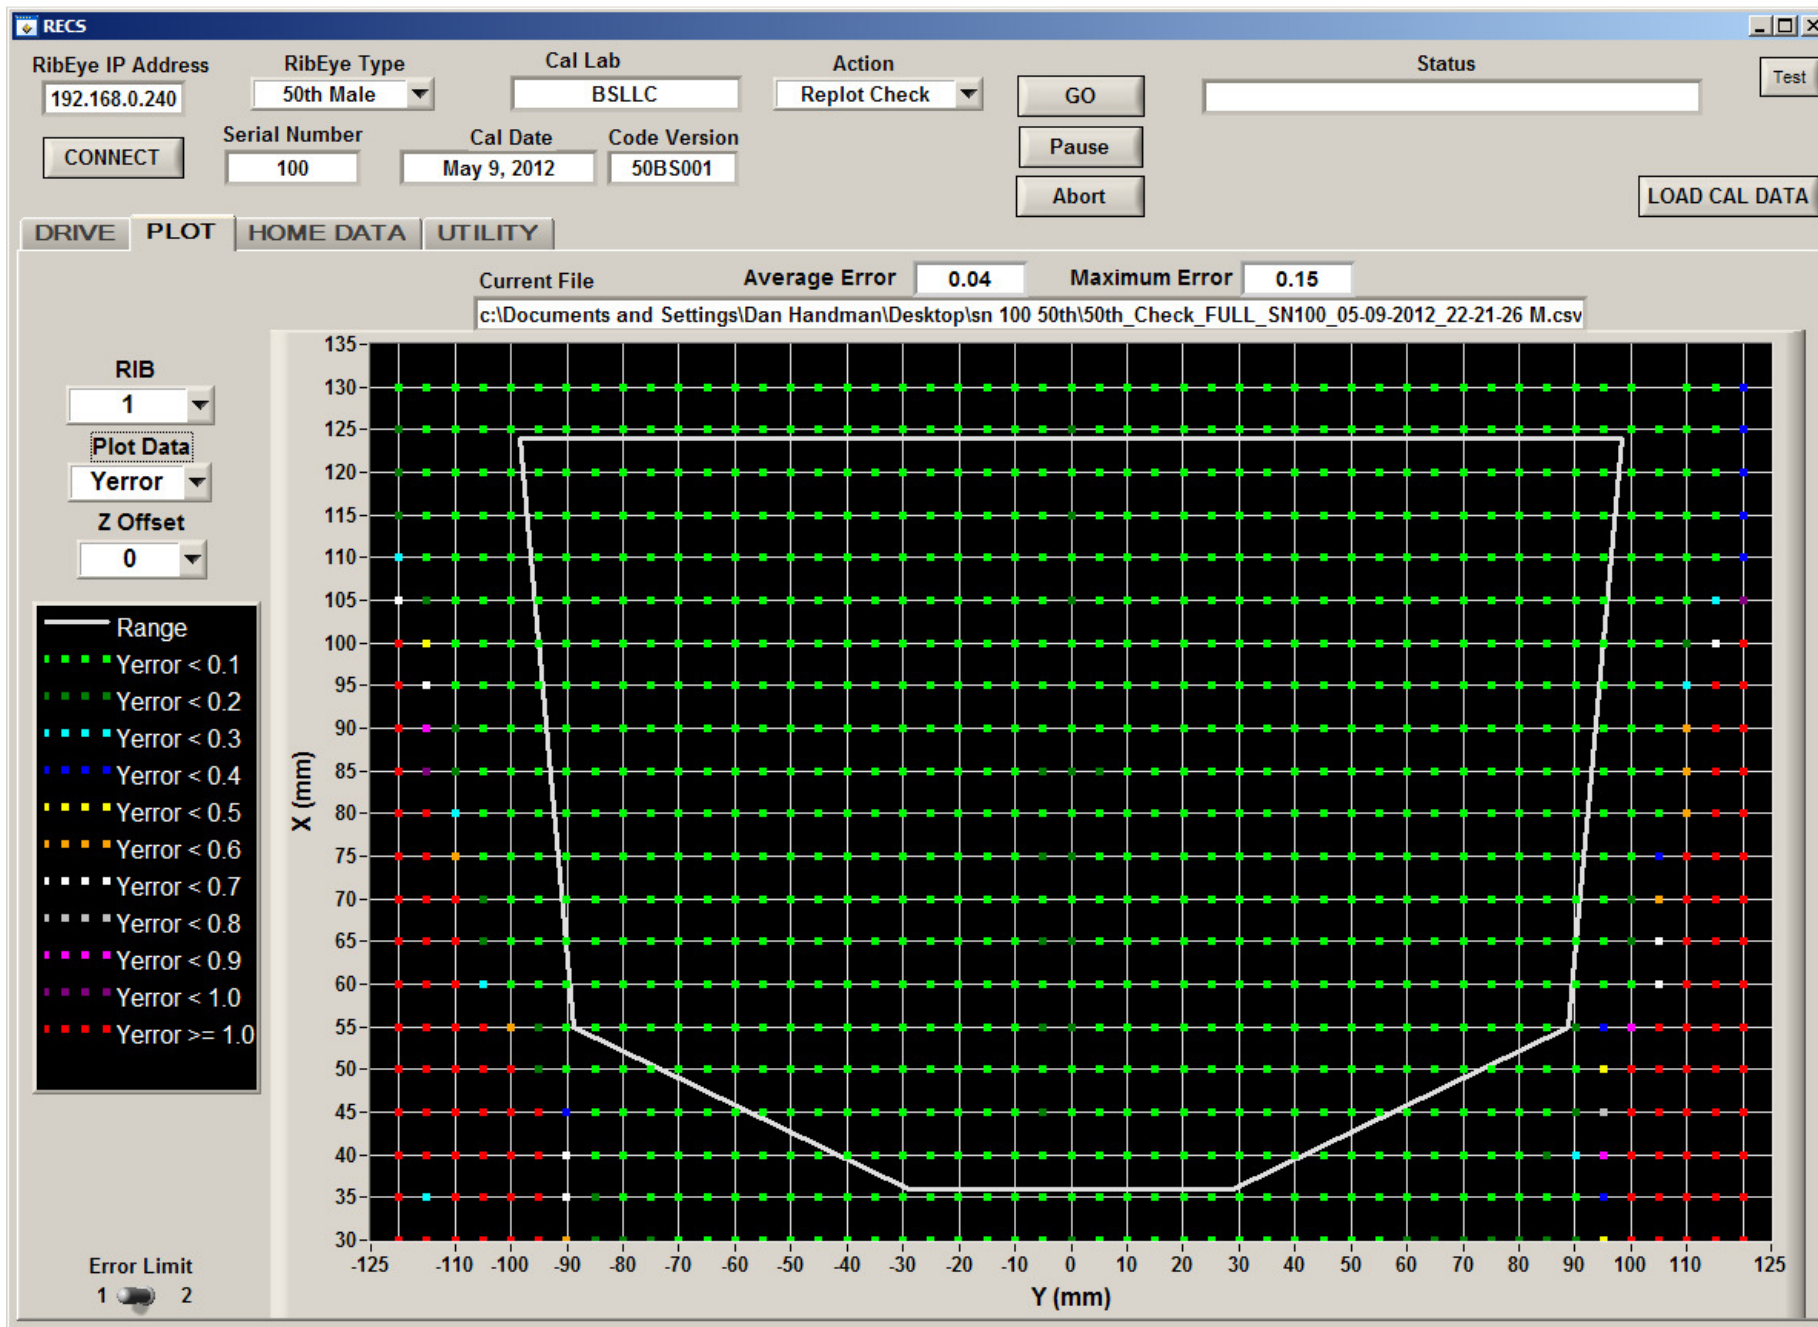 RECS
RibEye IP Address RibEye Type Cal Lab Action Status
192.168.0.240 50th Male BSLLC Replot Check GO Test
CONNECT Serial Number Cal Date Code Version Pause
100 May 9, 2012 50BS001 Abort LOAD CAL DATA
DRIVE PLOT HOME DATA UTILITY
Current File Average Error 0.04 Maximum Error 0.15
c:\Documents and Settings\Dan Handman\Desktop\sn 100 50th\50th_Check_FULL_SN100_05-09-2012_22-21-26 M.csv
RIB
1
Plot Data
Yerror
Z Offset
0
Range
Yerror < 0.1
Yerror < 0.2
Yerror < 0.3
Yerror < 0.4
Yerror < 0.5
Yerror < 0.6
Yerror < 0.7
Yerror < 0.8
Yerror < 0.9
Yerror < 1.0
Yerror >= 1.0
Error Limit
1 2
X (mm)
135
130
125
120
115
110
105
100
95
90
85
80
75
70
65
60
55
50
45
40
35
30
-125 -110 -100 -90 -80 -70 -60 -50 -40 -30 -20 -10 0 10 20 30 40 50 60 70 80 90 100 110 125
Y (mm)